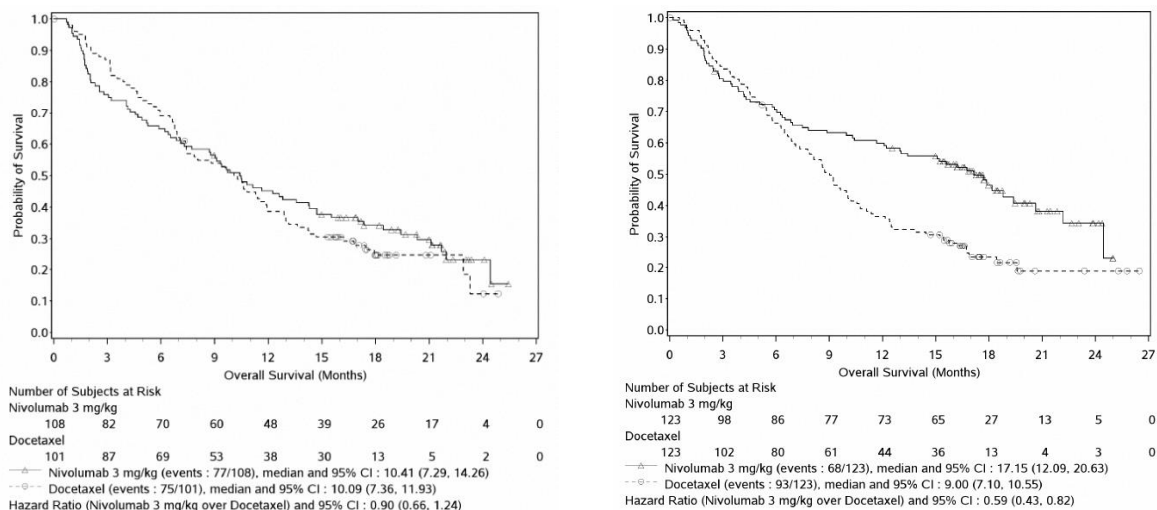 1.0
0.9
0.8
0.7
0.6
0.5
0.4
0.3
0.2
0.1
0.0
Probability of Survival
0 3 6 9 12 15 18 21 24 27
Overall Survival (Months)
Number of Subjects at Risk
Nivolumab 3 mg/kg
108 82 70 60 48 39 26 17 4 0
Docetaxel
101 87 69 53 38 30 13 5 2 0
Nivolumab 3 mg/kg (events : 77/108), median and 95% CI : 10.41 (7.29, 14.26)
Docetaxel (events : 75/101), median and 95% CI : 10.09 (7.36, 11.93)
Hazard Ratio (Nivolumab 3 mg/kg over Docetaxel) and 95% CI : 0.90 (0.66, 1.24)
1.0
0.9
0.8
0.7
0.6
0.5
0.4
0.3
0.2
0.1
0.0
Probability of Survival
0 3 6 9 12 15 18 21 24 27
Overall Survival (Months)
Number of Subjects at Risk
Nivolumab 3 mg/kg
123 98 86 77 73 65 27 13 5 0
Docetaxel
123 102 80 61 44 36 13 4 3 0
Nivolumab 3 mg/kg (events : 68/123), median and 95% CI : 17.15 (12.09, 20.63)
Docetaxel (events : 93/123), median and 95% CI : 9.00 (7.10, 10.55)
Hazard Ratio (Nivolumab 3 mg/kg over Docetaxel) and 95% CI : 0.59 (0.43, 0.82)